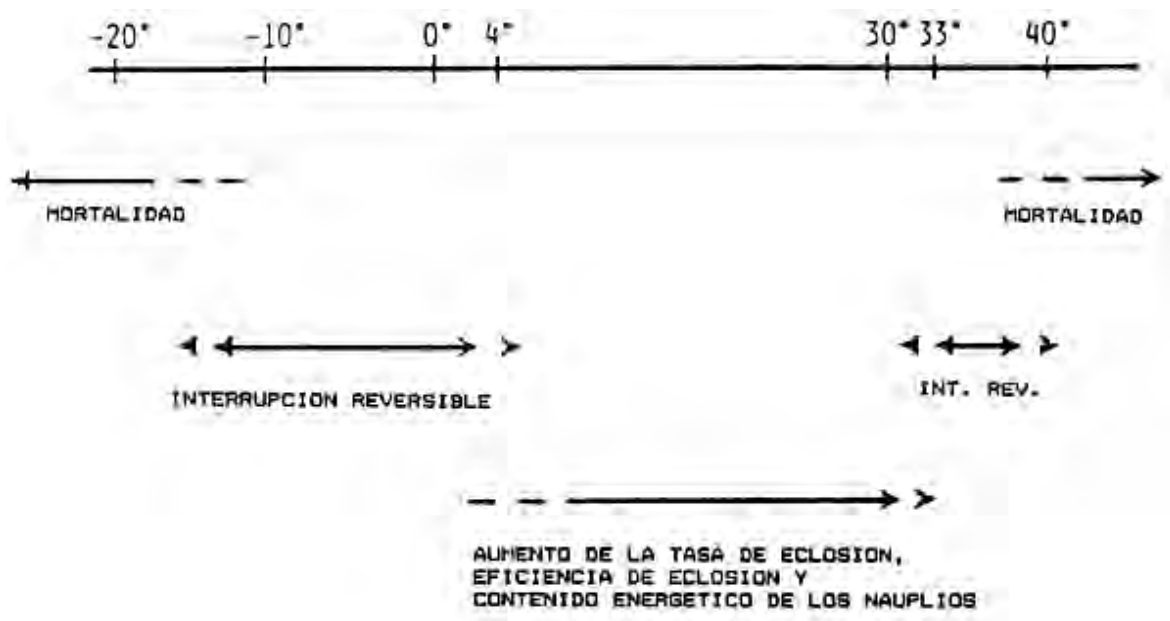 -20° -10° 0° 4° 30° 33° 40°
MORTALIDAD MORTALIDAD
INTERRUPCION REVERSIBLE INT. REV.
AUMENTO DE LA TASA DE ECLOSION,
EFICIENCIA DE ECLOSION Y
CONTENIDO ENERGETICO DE LOS NAUPLIOS